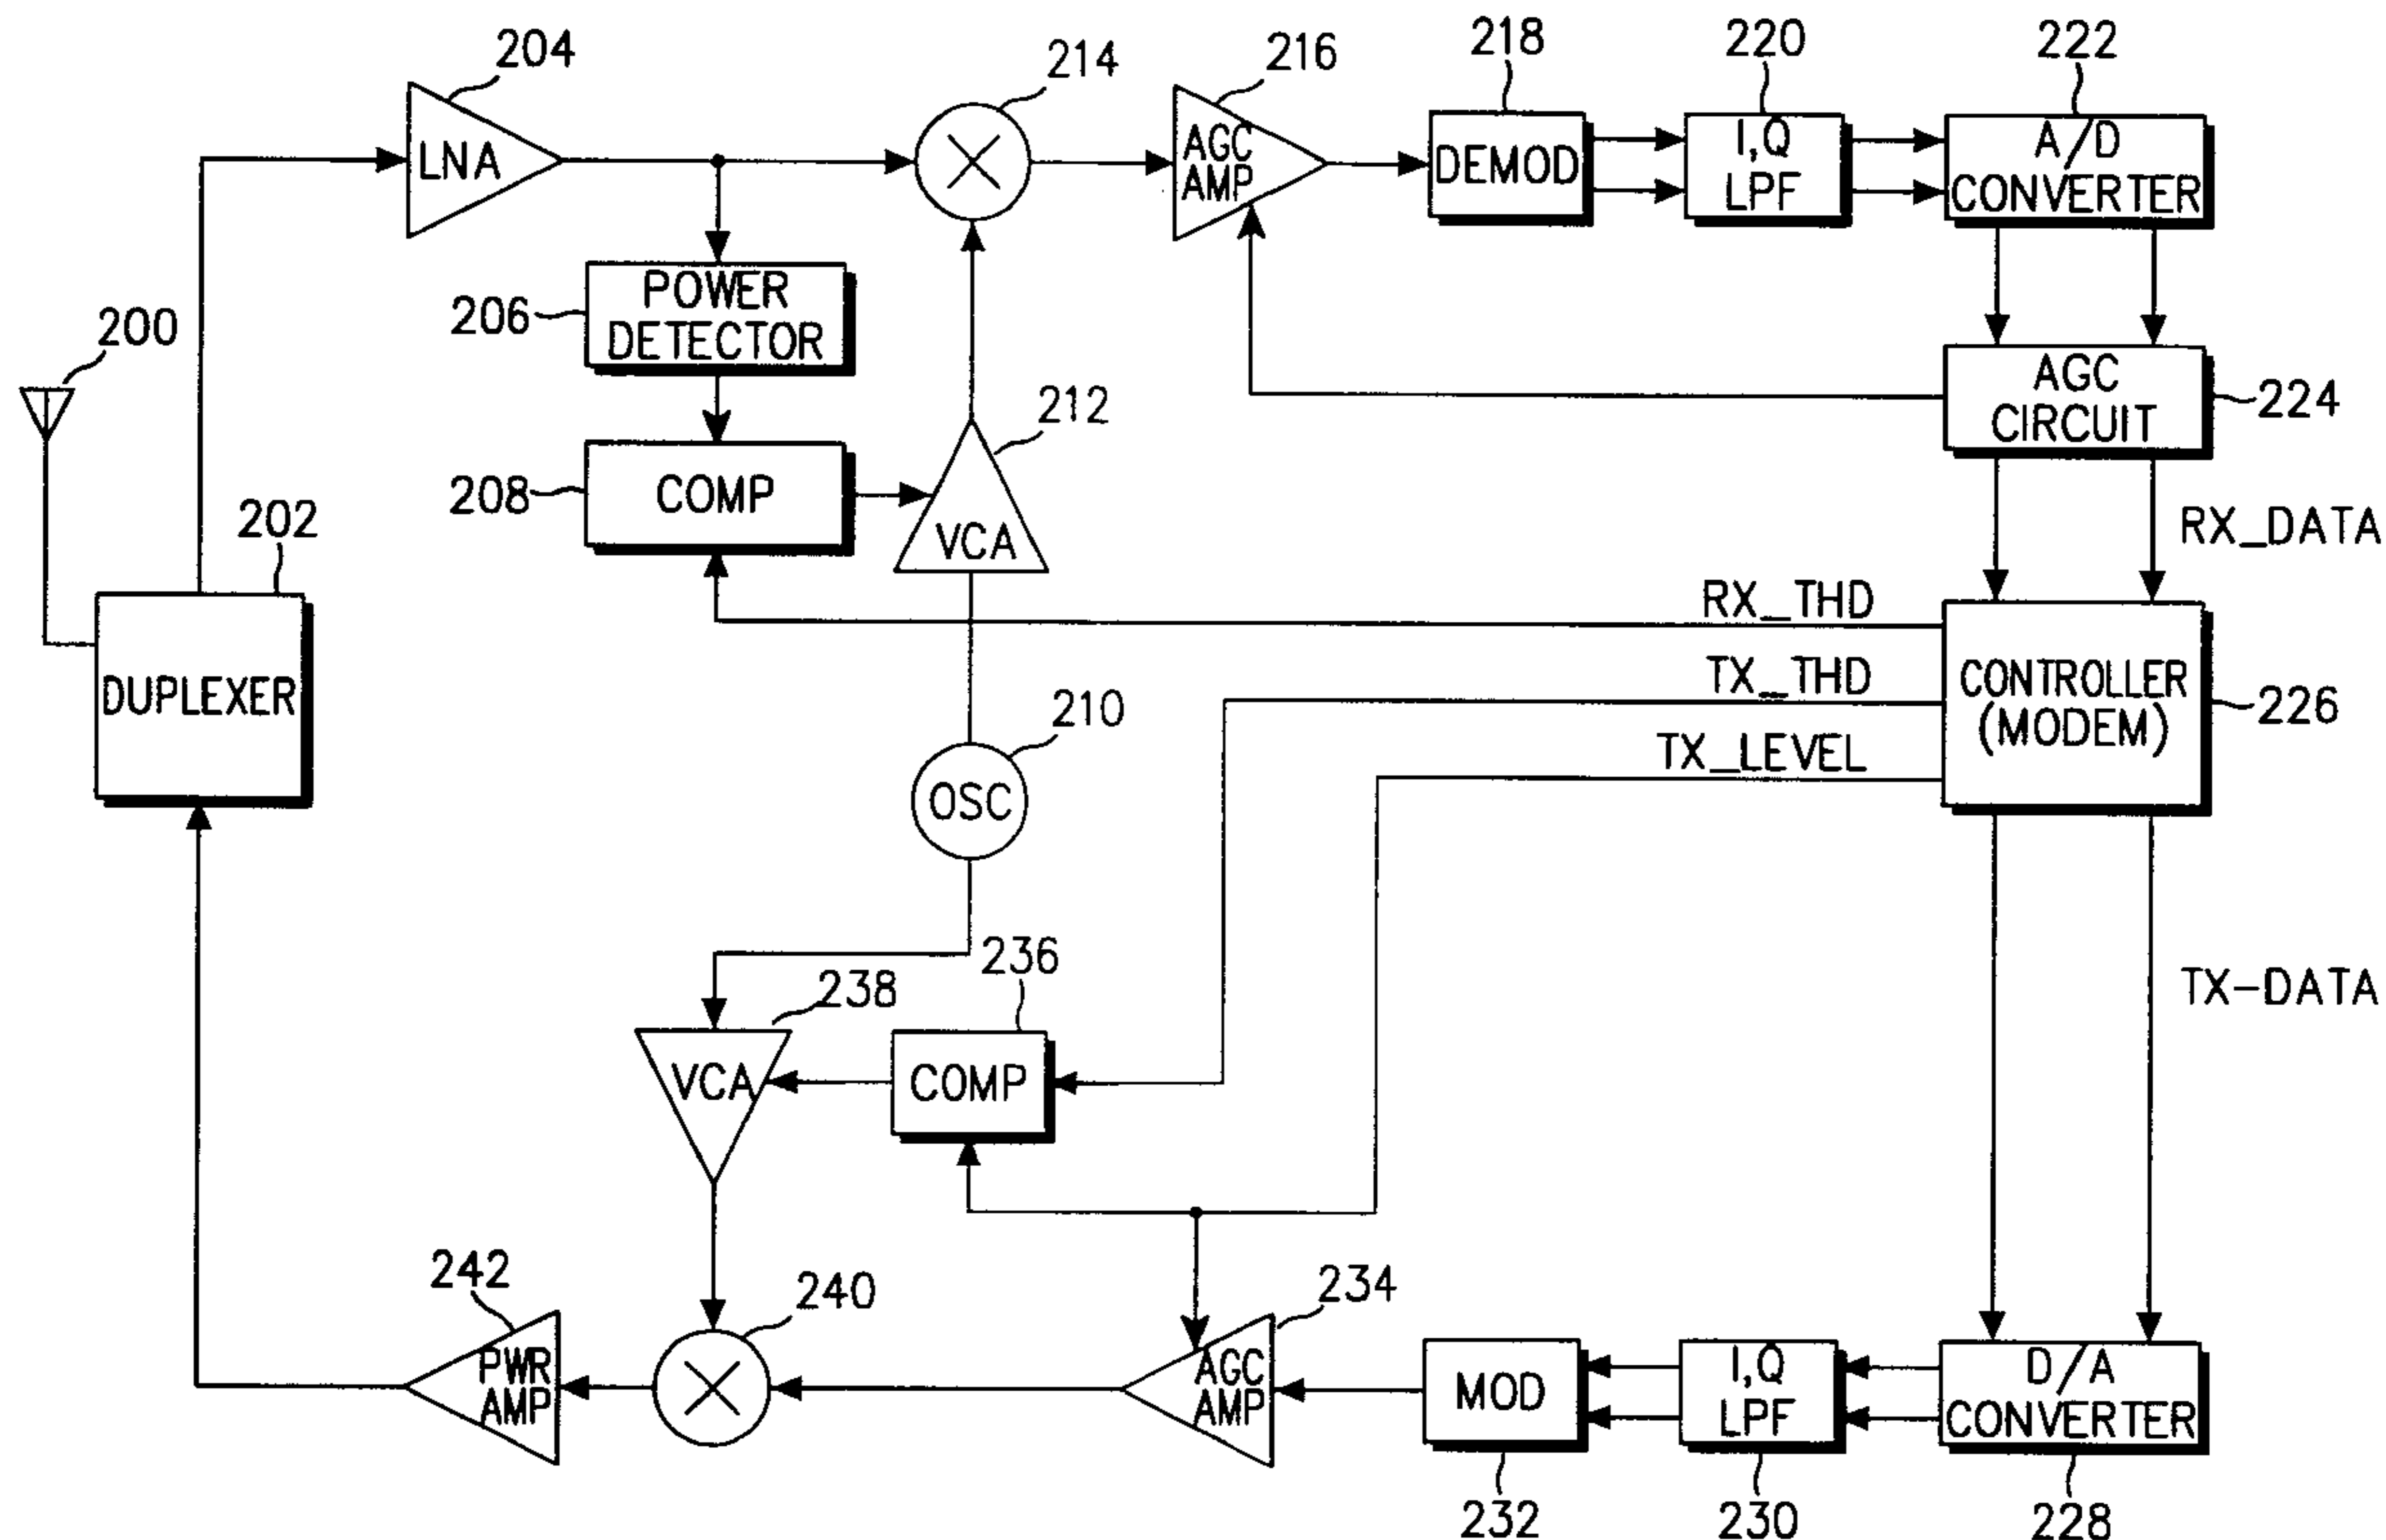 204
214
216
218
220
222
LNA
AGC
AMP
DEMOD
I,Q
LPF
A/D
CONVERTER
200
206
POWER
DETECTOR
212
AGC
CIRCUIT
224
208
COMP
VCA
202
RX_DATA
RX_THD
DUPLEXER
TX_THD
CONTROLLER
(MODEM)
226
210
OSC
TX_LEVEL
236
238
TX-DATA
VCA
COMP
242
240
234
PWR
AMP
AGC
AMP
MOD
I,Q
LPF
D/A
CONVERTER
232
230
228